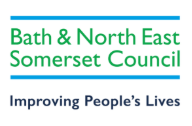 Bath & North East
Somerset Council
Improving People's Lives